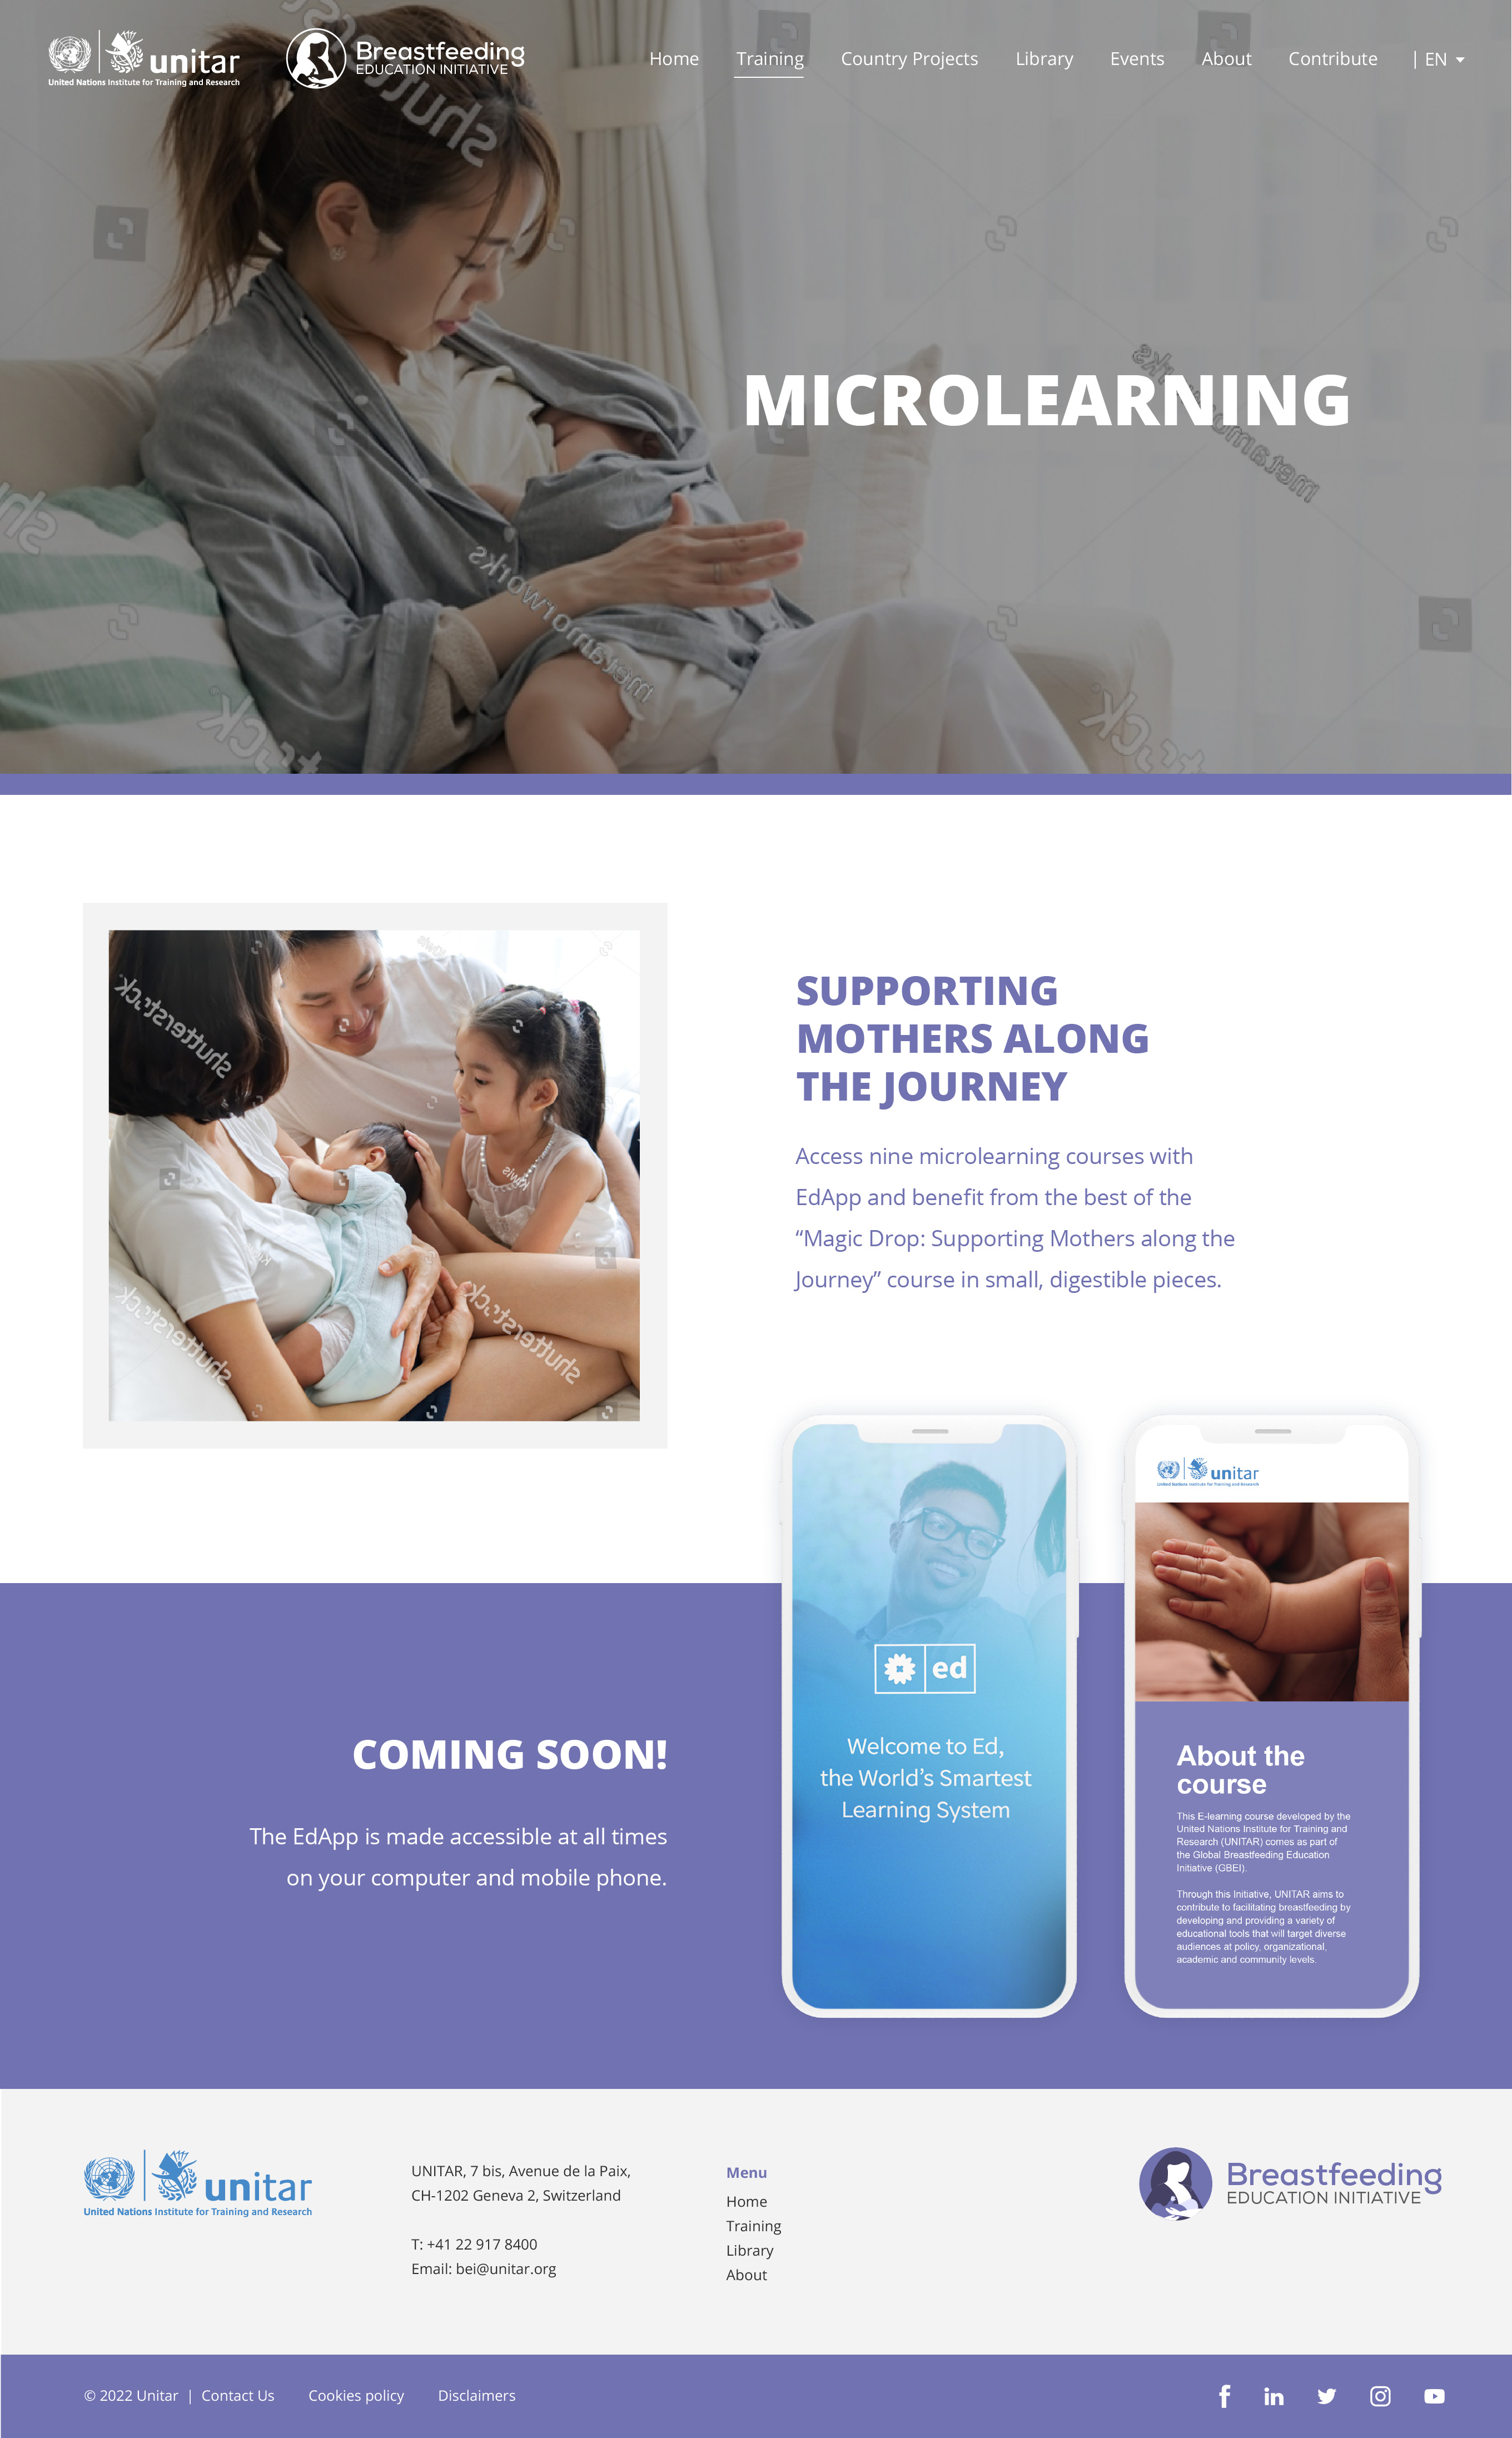 unitar
United Nations Institute for Training and Research
Breastfeeding
EDUCATION INITIATIVE
Home Training Country Projects Library Events About Contribute | EN
MICROLEARNING
SUPPORTING
MOTHERS ALONG
THE JOURNEY
Access nine microlearning courses with
EdApp and benefit from the best of the
“Magic Drop: Supporting Mothers along the
Journey” course in small, digestible pieces.
COMING SOON!
The EdApp is made accessible at all times
on your computer and mobile phone.
ed
Welcome to Ed,
the World’s Smartest
Learning System
unitar
United Nations Institute for Training and Research
About the
course
This E-learning course developed by the
United Nations Institute for Training and
Research (UNITAR) comes as part of
the Global Breastfeeding Education
Initiative (GBEI).
Through this Initiative, UNITAR aims to
contribute to facilitating breastfeeding by
developing and providing a variety of
educational tools that will target diverse
audiences at policy, organizational,
academic and community levels.
unitar
United Nations Institute for Training and Research
UNITAR, 7 bis, Avenue de la Paix,
CH-1202 Geneva 2, Switzerland
T: +41 22 917 8400
Email: bei@unitar.org
Menu
Home
Training
Library
About
Breastfeeding
EDUCATION INITIATIVE
© 2022 Unitar | Contact Us Cookies policy Disclaimers